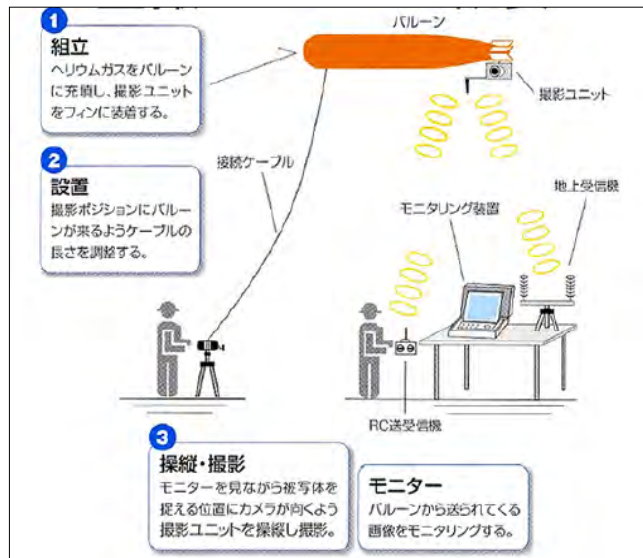 バルーン
1
組立
ヘリウムガスをバルーン
に充填し、撮影ユニット
をフィンに装着する。
撮影ユニット
2
設置
撮影ポジションにバルー
ンが来るようケーブルの
長さを調整する。
接続ケーブル
地上受信機
モニタリング装置
RC送受信機
3
操縦・撮影
モニターを見ながら被写体を
捉える位置にカメラが向くよう
撮影ユニットを操縦し撮影。
モニター
バルーンから送られてくる
画像をモニタリングする。